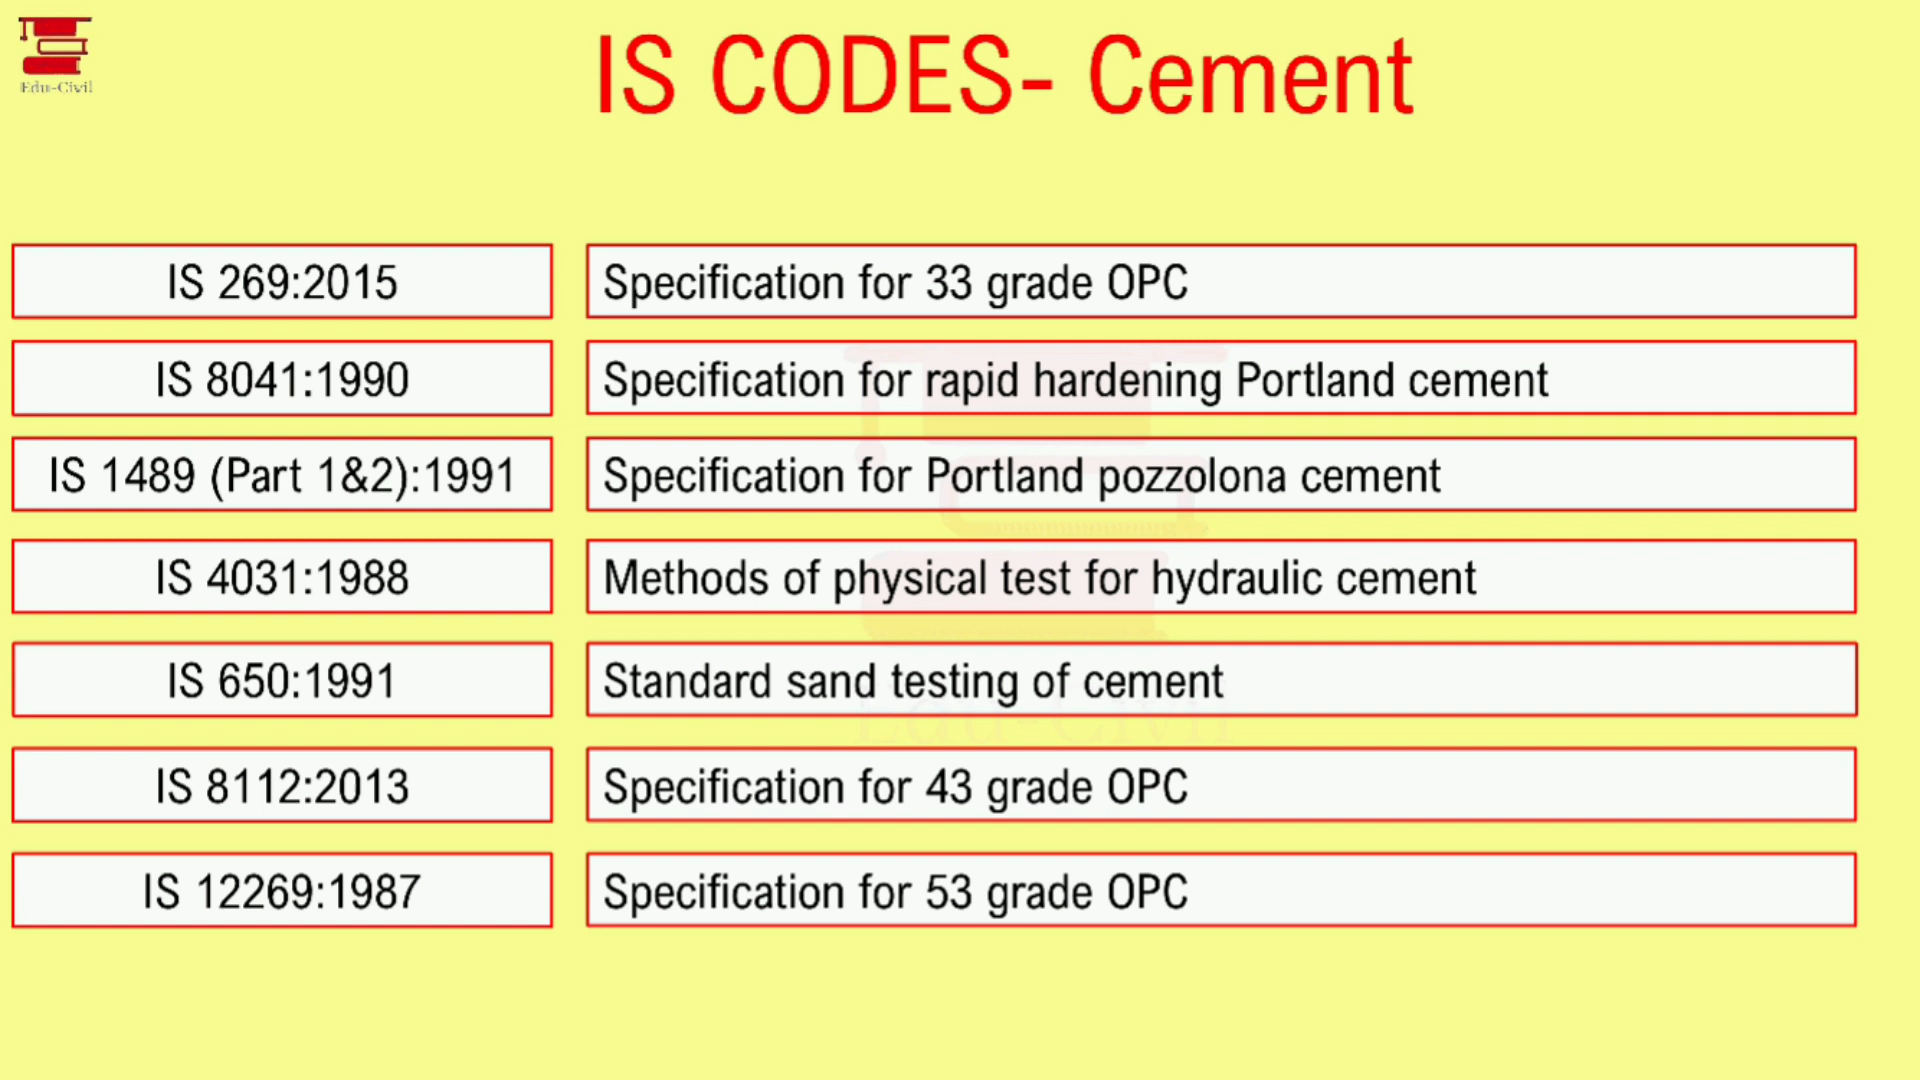 Edu-Civil
IS CODES- Cement
IS 269:2015 Specification for 33 grade OPC
IS 8041:1990 Specification for rapid hardening Portland cement
IS 1489 (Part 1&2):1991 Specification for Portland pozzolona cement
IS 4031:1988 Methods of physical test for hydraulic cement
IS 650:1991 Standard sand testing of cement
Edu-Civil
IS 8112:2013 Specification for 43 grade OPC
IS 12269:1987 Specification for 53 grade OPC